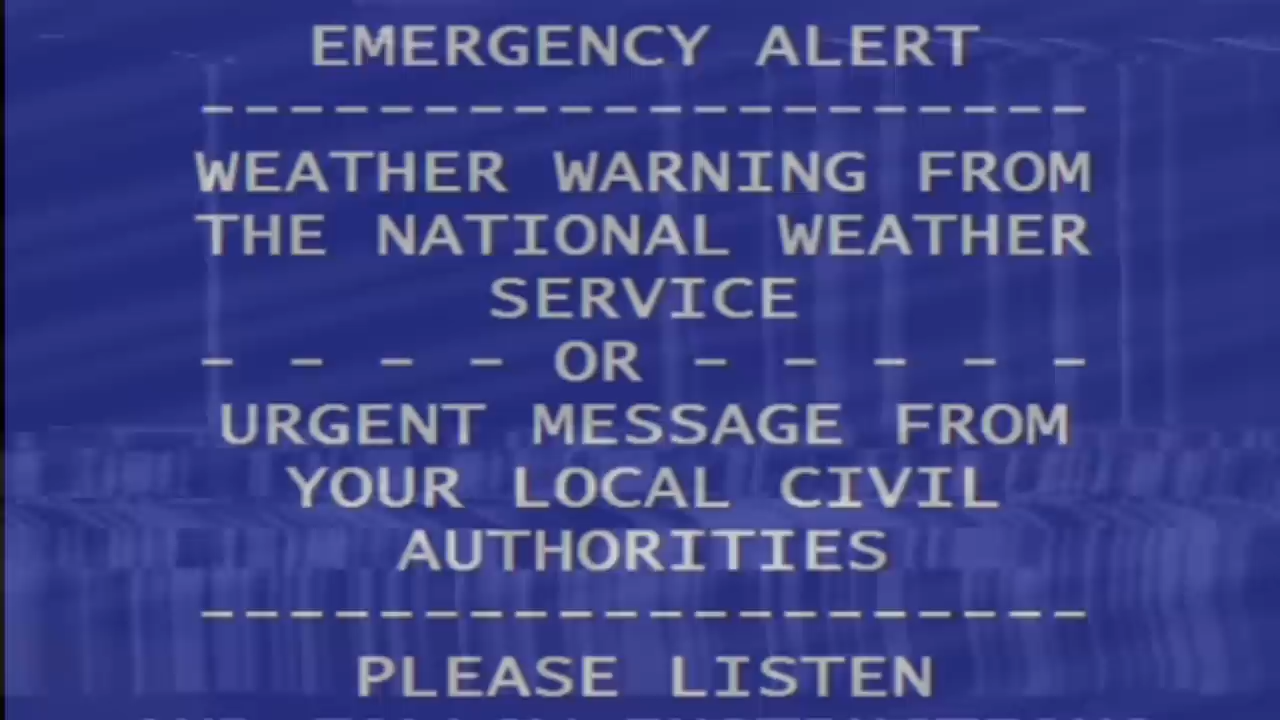 EMERGENCY ALERT
---------------------
WEATHER WARNING FROM
THE NATIONAL WEATHER
SERVICE
- - - - OR - - - - -
URGENT MESSAGE FROM
YOUR LOCAL CIVIL
AUTHORITIES
---------------------
PLEASE LISTEN